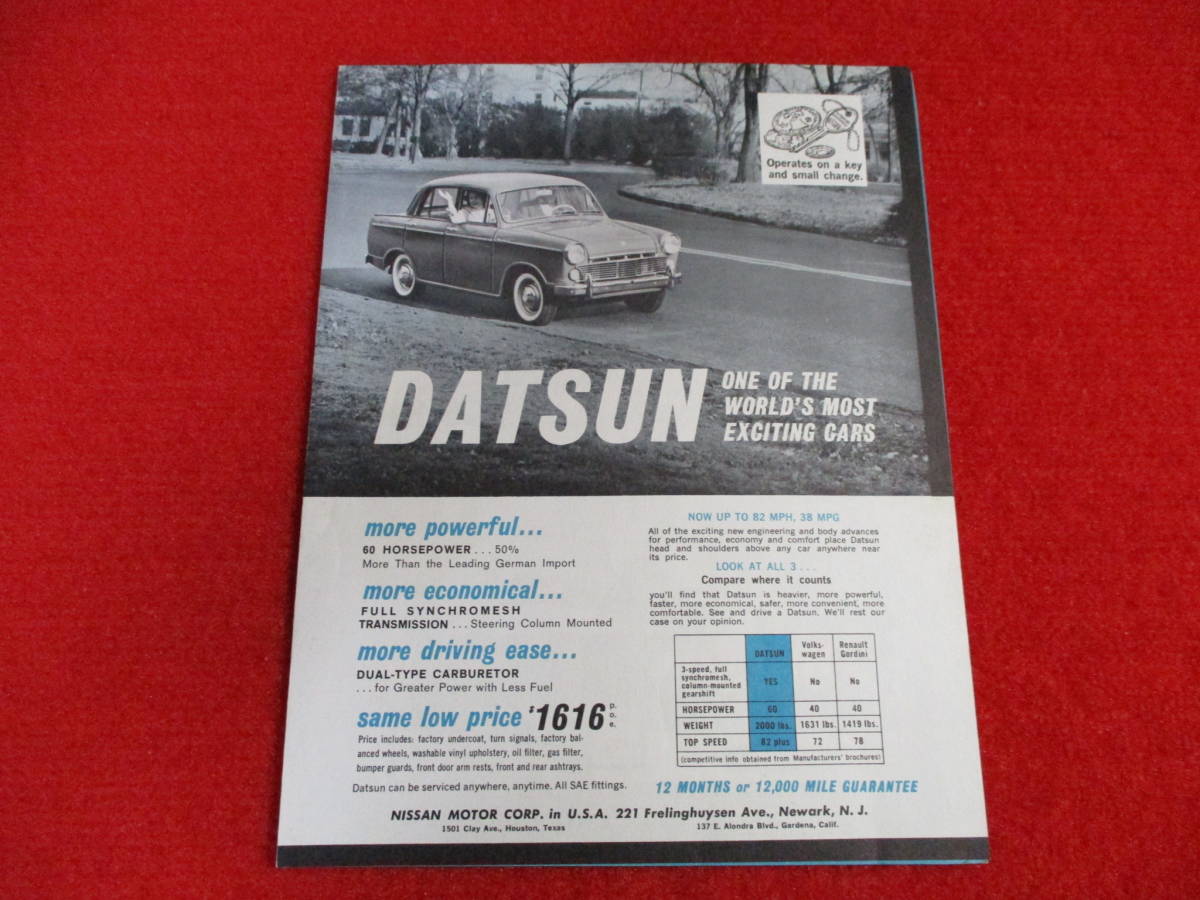 Operates on a key
and small change.
DATSUN
ONE OF THE
WORLD'S MOST
EXCITING CARS
more powerful...
60 HORSEPOWER ... 50%
More Than the Leading German Import
more economical...
FULL SYNCHROMESH
TRANSMISSION ... Steering Column Mounted
more driving ease...
DUAL-TYPE CARBURETOR
... for Greater Power with Less Fuel
same low price $1616 p.o.e.
Price includes: factory undercoat, turn signals, factory bal-
anced wheels, washable vinyl upholstery, oil filter, gas filter,
bumper guards, front door arm rests, front and rear ashtrays.
Datsun can be serviced anywhere, anytime. All SAE fittings.
NOW UP TO 82 MPH, 38 MPG
All of the exciting new engineering and body advances
for performance, economy and comfort place Datsun
head and shoulders above any car anywhere near
its price.
LOOK AT ALL 3 ...
Compare where it counts
you'll find that Datsun is heavier, more powerful,
faster, more economical, safer, more convenient, more
comfortable. See and drive a Datsun. We'll rest our
case on your opinion.
DATSUN Volks-wagen Renault Gordini
3-speed, full
synchromesh,
column-mounted
gearshift YES No No
HORSEPOWER 60 40 40
WEIGHT 2000 lbs. 1631 lbs. 1419 lbs.
TOP SPEED 82 plus 72 78
(competitive info obtained from Manufacturers' brochures)
12 MONTHS or 12,000 MILE GUARANTEE
NISSAN MOTOR CORP. in U.S.A. 221 Frelinghuysen Ave., Newark, N. J.
1501 Clay Ave., Houston, Texas 137 E. Alondra Blvd., Gardena, Calif.